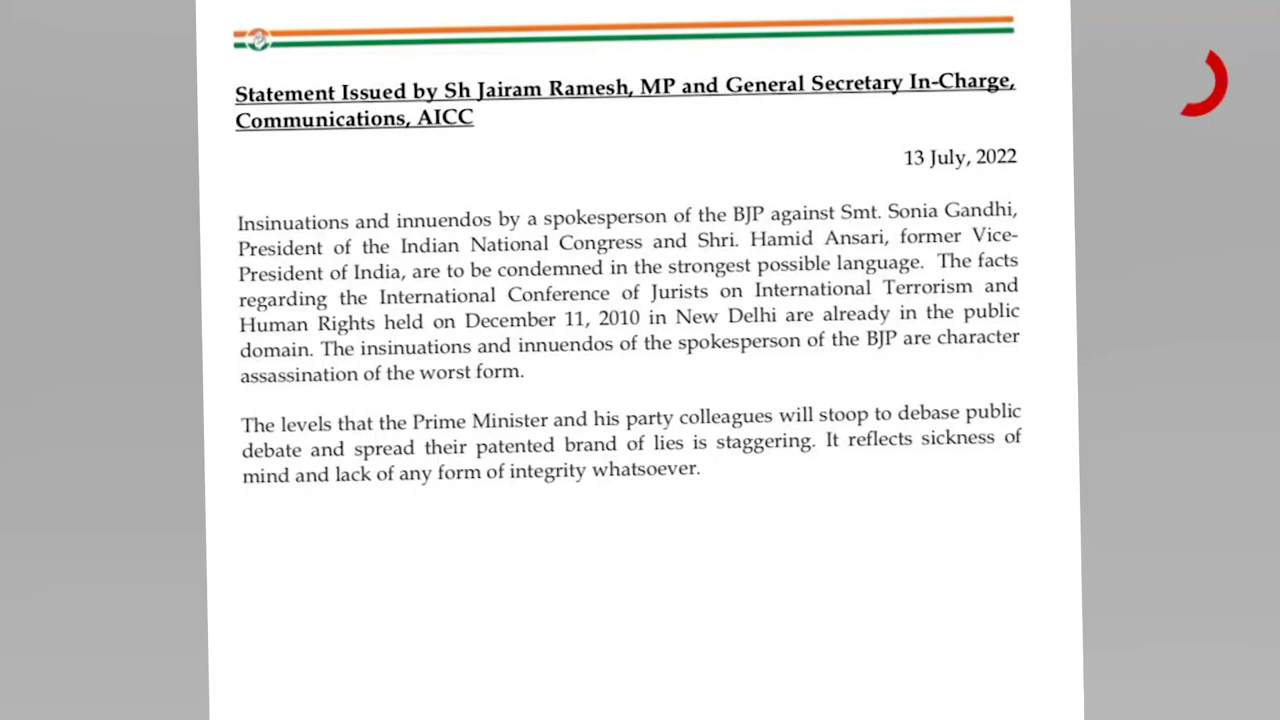 Statement Issued by Sh Jairam Ramesh, MP and General Secretary In-Charge,
Communications, AICC
13 July, 2022
Insinuations and innuendos by a spokesperson of the BJP against Smt. Sonia Gandhi,
President of the Indian National Congress and Shri. Hamid Ansari, former Vice-
President of India, are to be condemned in the strongest possible language. The facts
regarding the International Conference of Jurists on International Terrorism and
Human Rights held on December 11, 2010 in New Delhi are already in the public
domain. The insinuations and innuendos of the spokesperson of the BJP are character
assassination of the worst form.
The levels that the Prime Minister and his party colleagues will stoop to debase public
debate and spread their patented brand of lies is staggering. It reflects sickness of
mind and lack of any form of integrity whatsoever.